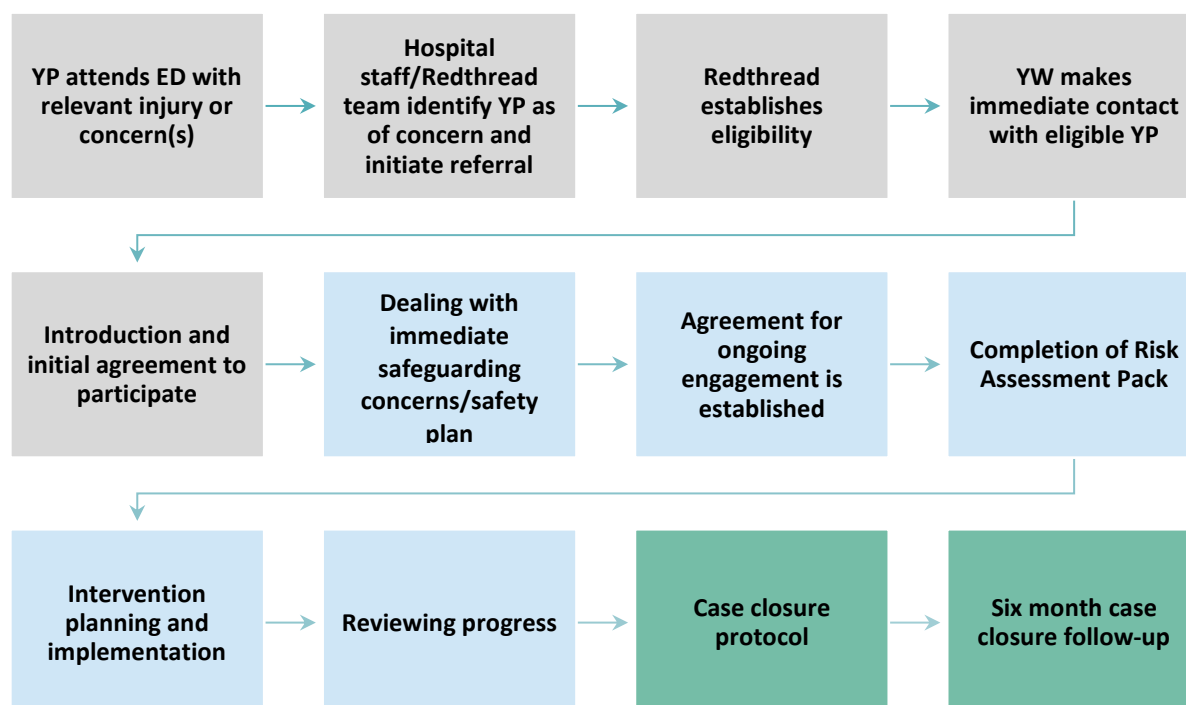 YP attends ED with
relevant injury or
concern(s)
Hospital
staff/Redthread
team identify YP as
of concern and
initiate referral
Redthread
establishes
eligibility
YW makes
immediate contact
with eligible YP
Introduction and
initial agreement to
participate
Dealing with
immediate
safeguarding
concerns/safety
plan
Agreement for
ongoing
engagement is
established
Completion of Risk
Assessment Pack
Intervention
planning and
implementation
Reviewing progress
Case closure
protocol
Six month case
closure follow-up